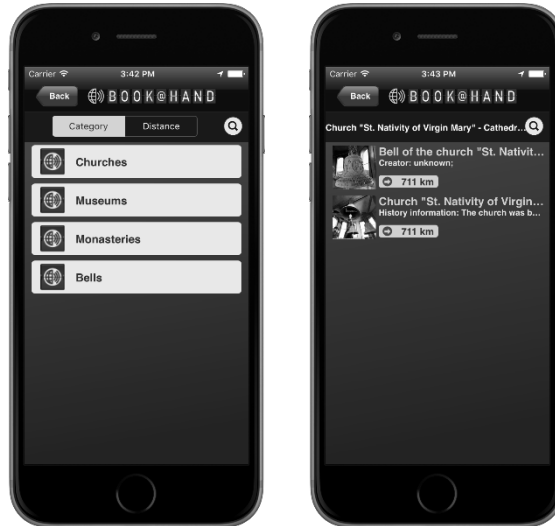 Carrier 3:42 PM
Back BOOK@HAND
Category Distance
Churches
Museums
Monasteries
Bells
Carrier 3:43 PM
Back BOOK@HAND
Church "St. Nativity of Virgin Mary" - Cathedr...
Bell of the church "St. Nativit...
Creator: unknown;
711 km
Church "St. Nativity of Virgin...
History information: The church was b...
711 km